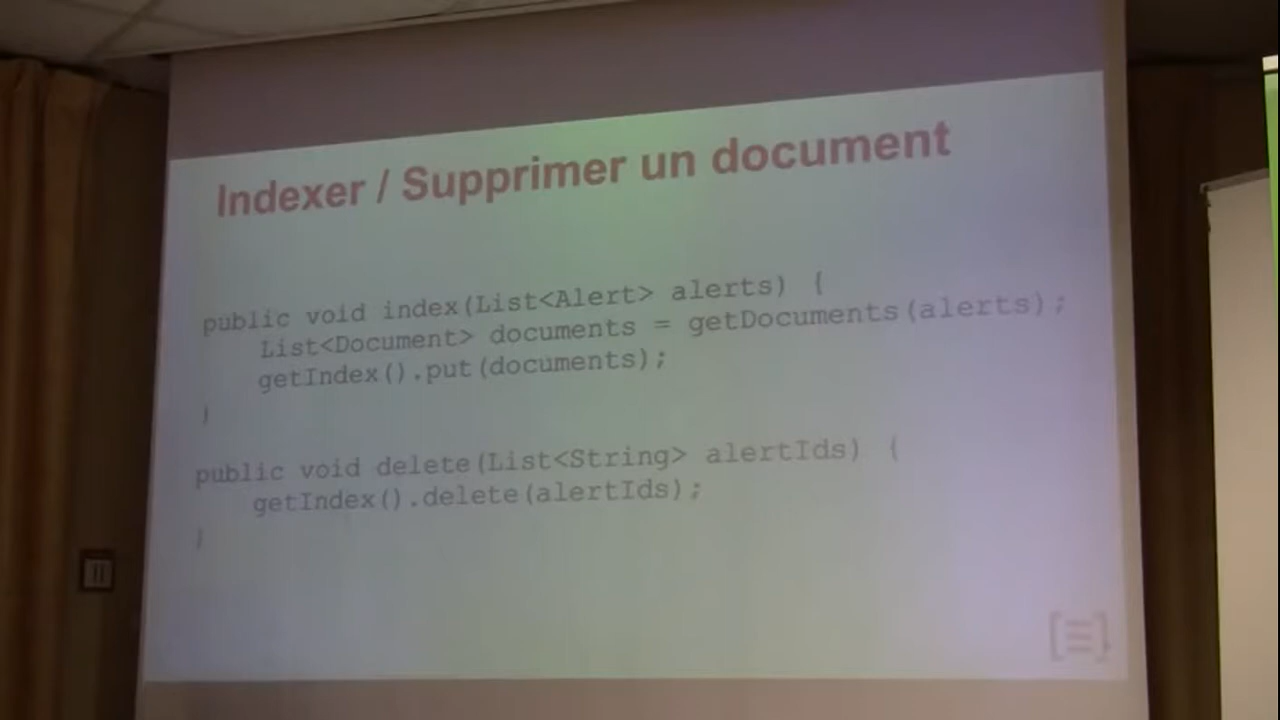 Indexer / Supprimer un document
public void index(List<Alert> alerts) {
List<Document> documents = getDocuments(alerts);
getIndex().put(documents);
}
public void delete(List<String> alertIds) {
getIndex().delete(alertIds);
}